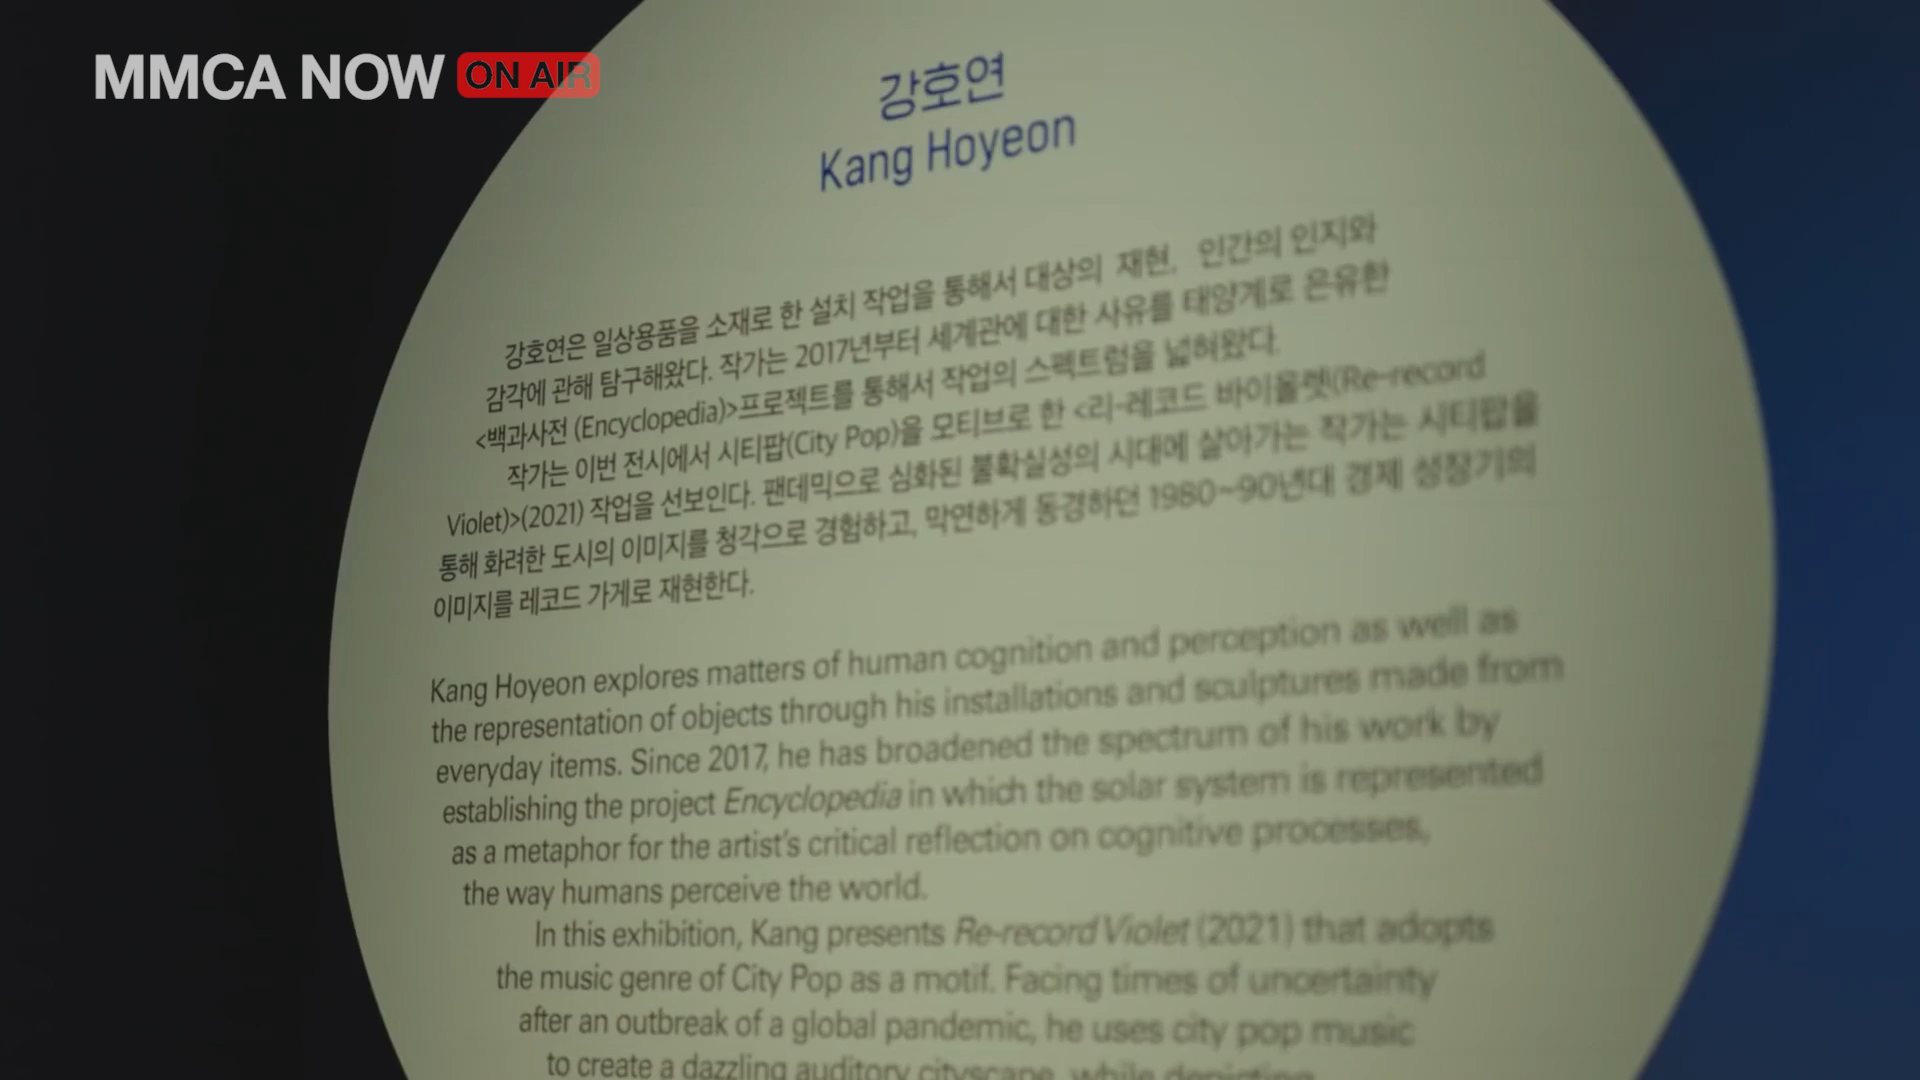 MMCA NOW ON AIR
강호연
Kang Hoyeon
강호연은 일상용품을 소재로 한 설치 작업을 통해서 대상의 재현, 인간의 인지와
감각에 관해 탐구해왔다. 작가는 2017년부터 세계관에 대한 사유를 태양계로 은유한
<백과사전 (Encyclopedia)>프로젝트를 통해서 작업의 스펙트럼을 넓혀왔다.
작가는 이번 전시에서 시티팝(City Pop)을 모티브로 한 <리-레코드 바이올렛(Re-record
Violet)>(2021) 작업을 선보인다. 팬데믹으로 심화된 불확실성의 시대에 살아가는 작가는 시티팝을
통해 화려한 도시의 이미지를 청각으로 경험하고, 막연하게 동경하던 1980~90년대 경제 성장기의
이미지를 레코드 가게로 재현한다.
Kang Hoyeon explores matters of human cognition and perception as well as
the representation of objects through his installations and sculptures made from
everyday items. Since 2017, he has broadened the spectrum of his work by
establishing the project Encyclopedia in which the solar system is represented
as a metaphor for the artist's critical reflection on cognitive processes,
the way humans perceive the world.
In this exhibition, Kang presents Re-record Violet (2021) that adopts
the music genre of City Pop as a motif. Facing times of uncertainty
after an outbreak of a global pandemic, he uses city pop music
to create a dazzling auditory cityscape, while depicting